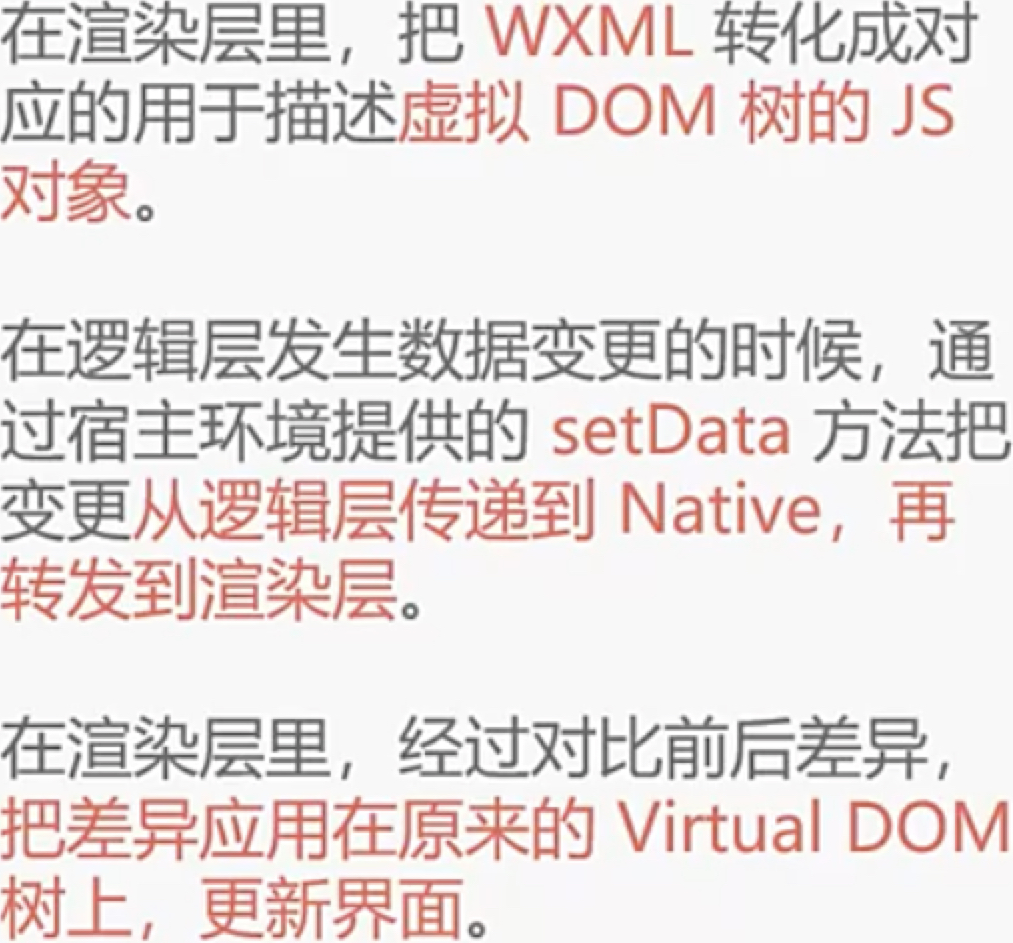 在渲染层里，把 WXML 转化成对
应的用于描述虚拟 DOM 树的 JS
对象。
在逻辑层发生数据变更的时候，通
过宿主环境提供的 setData 方法把
变更从逻辑层传递到 Native，再
转发到渲染层。
在渲染层里，经过对比前后差异，
把差异应用在原来的 Virtual DOM
树上，更新界面。